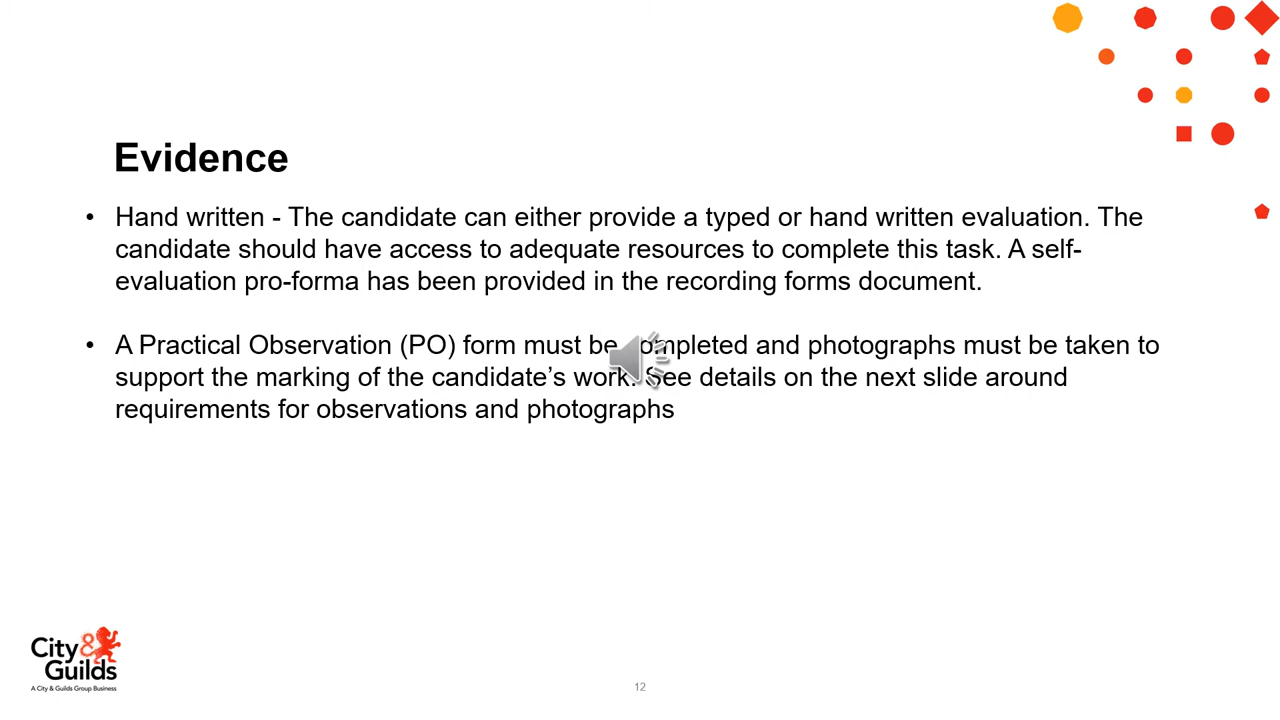 Evidence
• Hand written - The candidate can either provide a typed or hand written evaluation. The
candidate should have access to adequate resources to complete this task. A self-
evaluation pro-forma has been provided in the recording forms document.
• A Practical Observation (PO) form must be completed and photographs must be taken to
support the marking of the candidate’s work. See details on the next slide around
requirements for observations and photographs
City &
Guilds
A City & Guilds Group Business
12